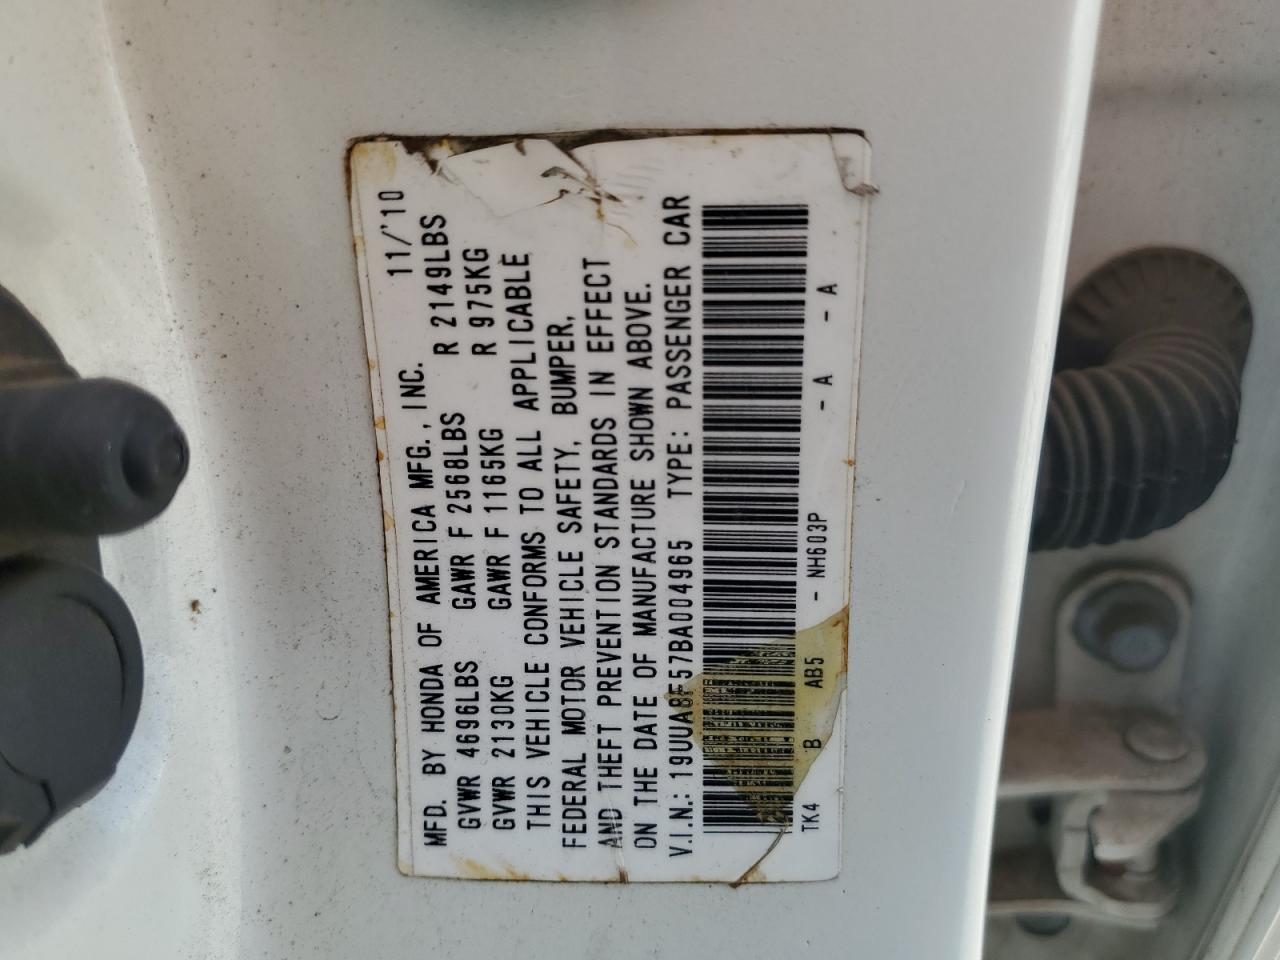 MFD. BY HONDA OF AMERICA MFG., INC. 11/'10
GVWR 4696LBS GAWR F 2568LBS R 2149LBS
GVWR 2130KG GAWR F 1165KG R 975KG
THIS VEHICLE CONFORMS TO ALL APPLICABLE
FEDERAL MOTOR VEHICLE SAFETY, BUMPER,
AND THEFT PREVENTION STANDARDS IN EFFECT
ON THE DATE OF MANUFACTURE SHOWN ABOVE.
V.I.N.: 19UUA8F57BA004965 TYPE: PASSENGER CAR
TK4 B AB5 - NH603P - A - A